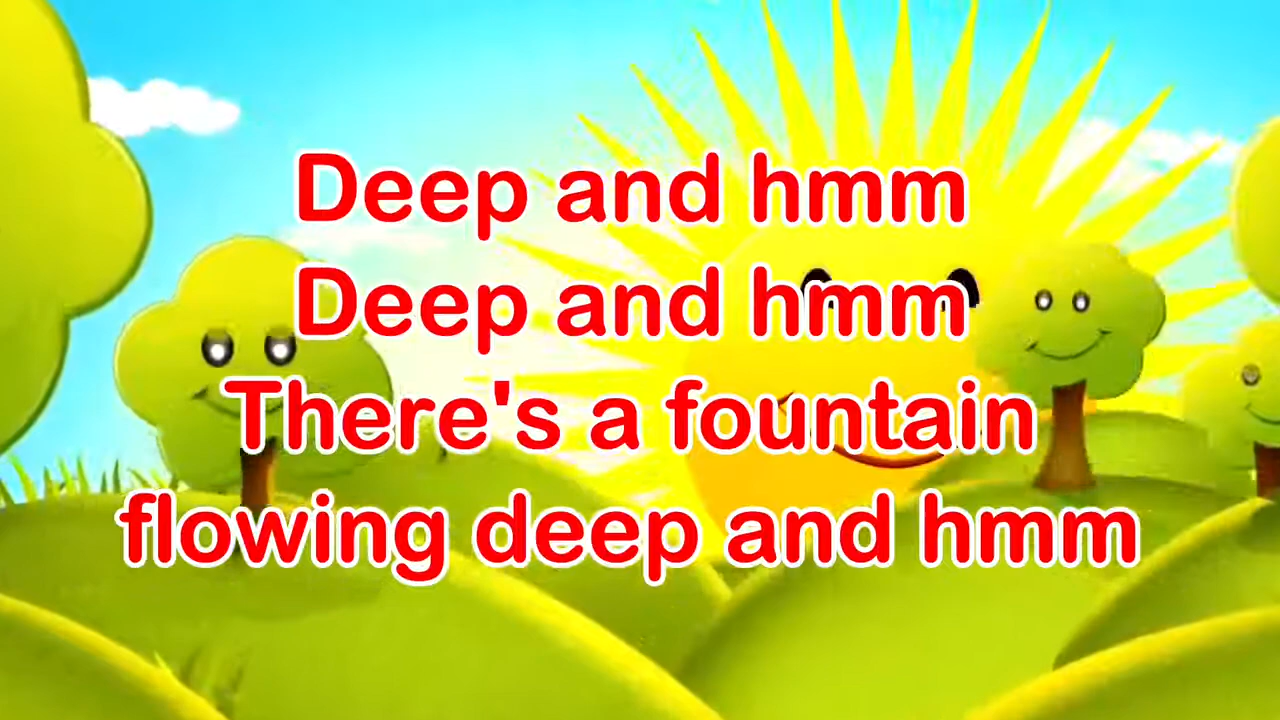 Deep and hmm
Deep and hmm
There's a fountain
flowing deep and hmm